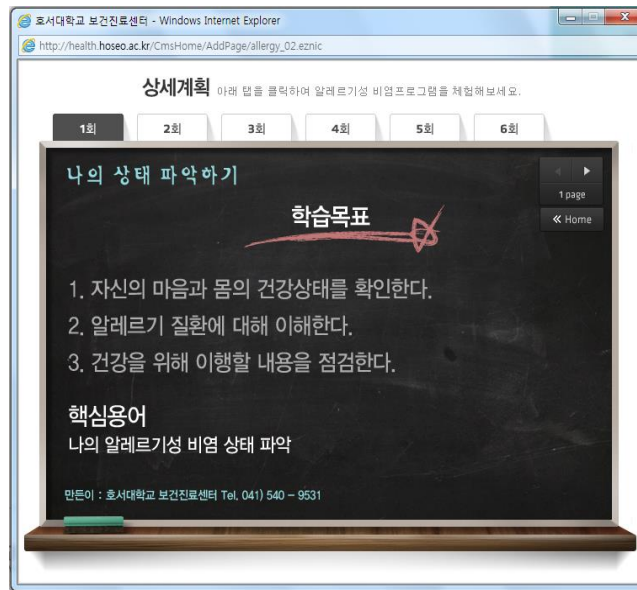 호서대학교 보건진료센터 - Windows Internet Explorer
http://health.hoseo.ac.kr/CmsHome/AddPage/allergy_02.eznic
상세계획 아래 탭을 클릭하여 알레르기성 비염프로그램을 체험해보세요.
1회 2회 3회 4회 5회 6회
나의 상태 파악하기
1 page
« Home
학습목표
1. 자신의 마음과 몸의 건강상태를 확인한다.
2. 알레르기 질환에 대해 이해한다.
3. 건강을 위해 이행할 내용을 점검한다.
핵심용어
나의 알레르기성 비염 상태 파악
만든이 : 호서대학교 보건진료센터 Tel. 041) 540 - 9531